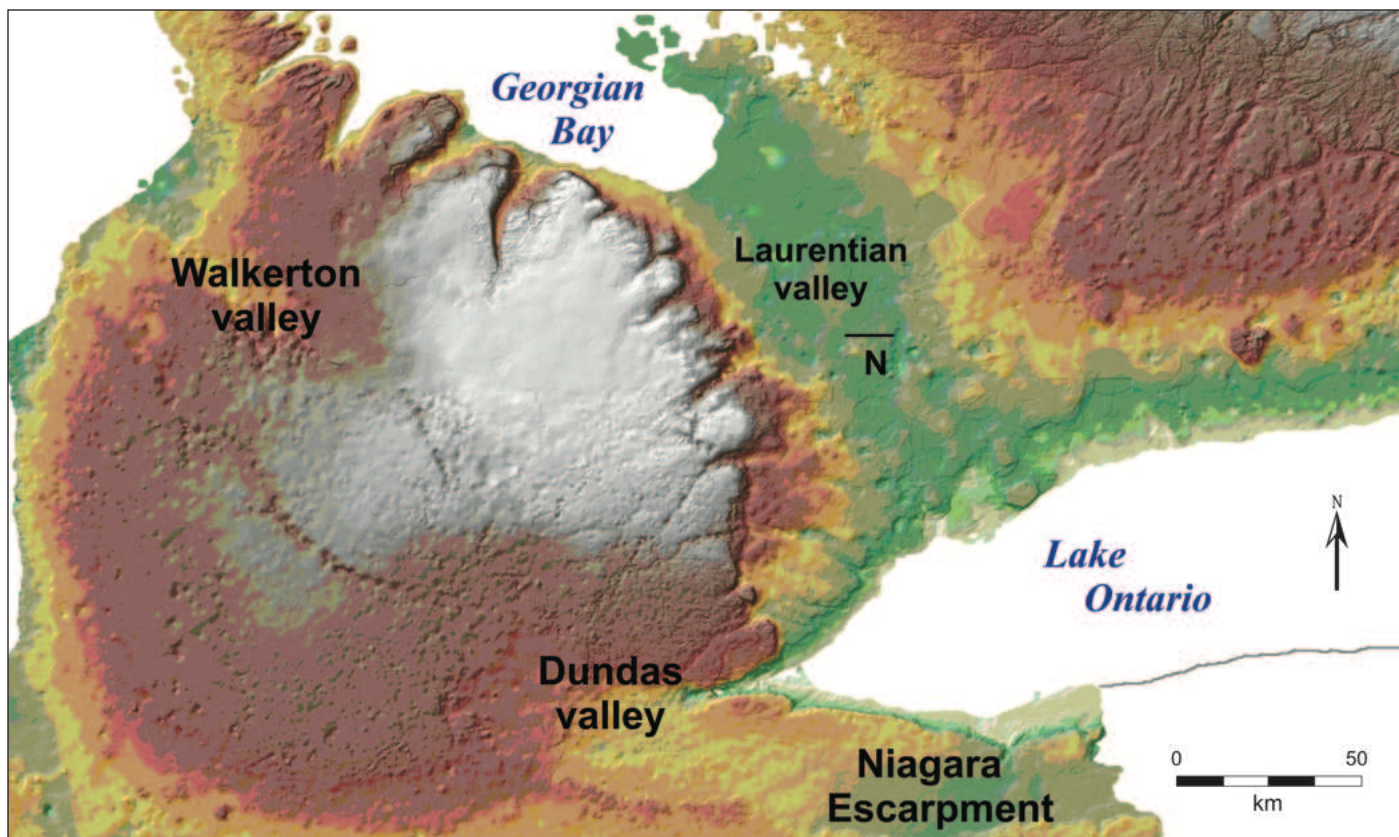 Georgian
Bay
Walkerton
valley
Laurentian
valley
N
N
Lake
Ontario
Dundas
valley
Niagara
Escarpment
0 50
km